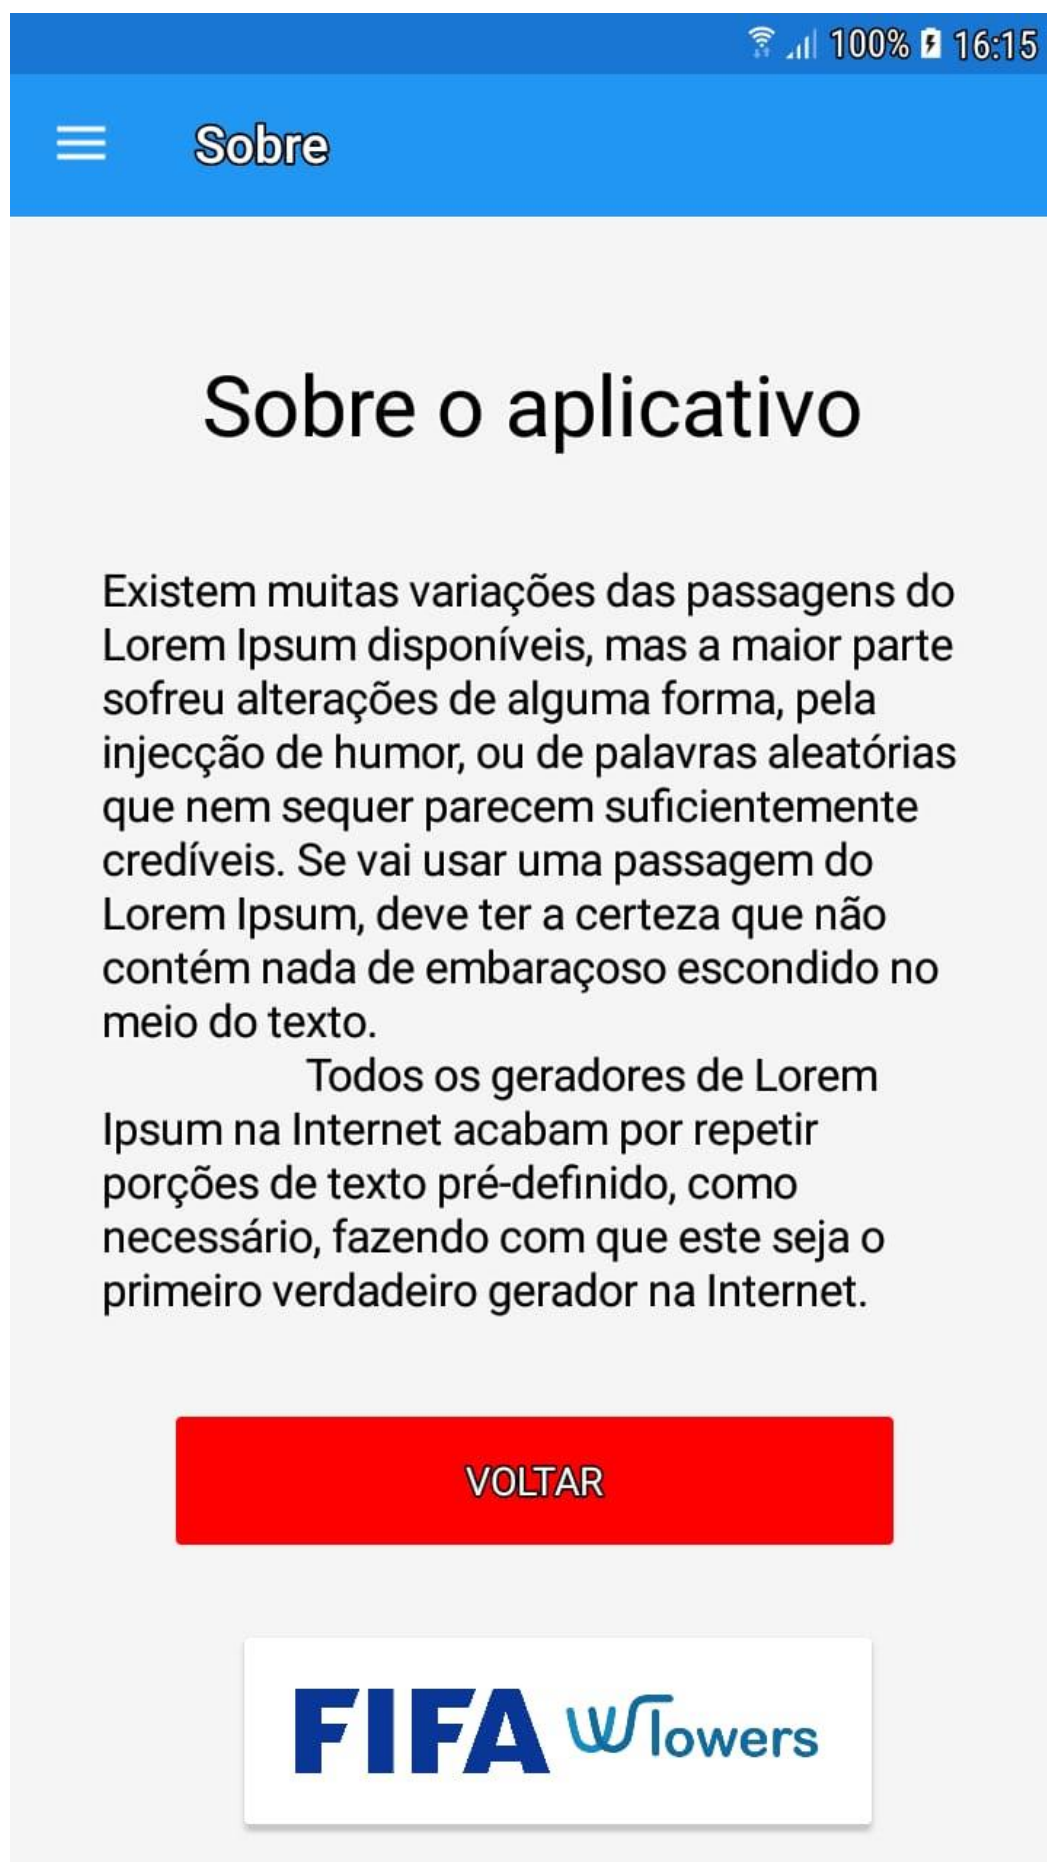 100% 16:15
Sobre
Sobre o aplicativo
Existem muitas variações das passagens do
Lorem Ipsum disponíveis, mas a maior parte
sofreu alterações de alguma forma, pela
injecção de humor, ou de palavras aleatórias
que nem sequer parecem suficientemente
credíveis. Se vai usar uma passagem do
Lorem Ipsum, deve ter a certeza que não
contém nada de embaraçoso escondido no
meio do texto.
Todos os geradores de Lorem
Ipsum na Internet acabam por repetir
porções de texto pré-definido, como
necessário, fazendo com que este seja o
primeiro verdadeiro gerador na Internet.
VOLTAR
FIFA WTowers